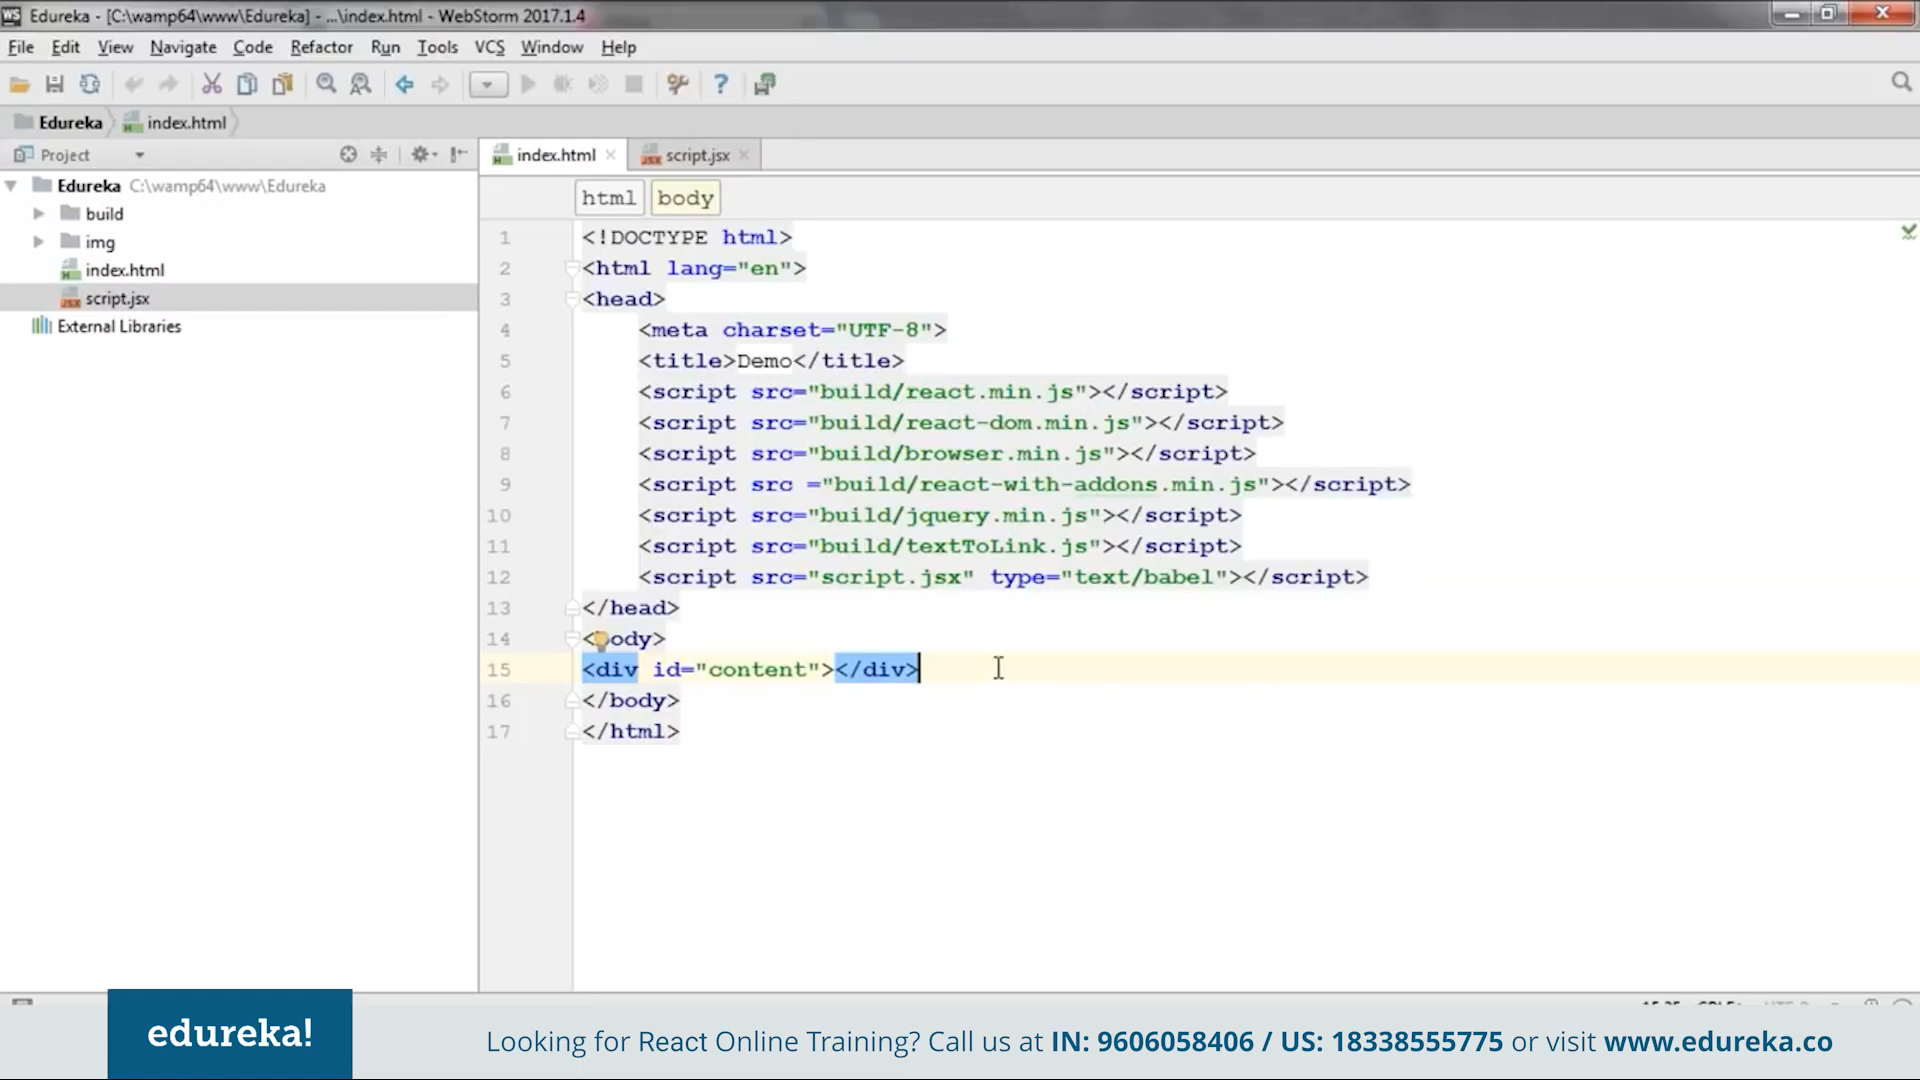 Edureka - [C:\wamp64\www\Edureka] - ...\index.html - WebStorm 2017.1.4
File Edit View Navigate Code Refactor Run Tools VCS Window Help
Edureka index.html
Project
index.html script.jsx
Edureka C:\wamp64\www\Edureka
build
img
index.html
script.jsx
External Libraries
html body
1 <!DOCTYPE html>
2 <html lang="en">
3 <head>
4 <meta charset="UTF-8">
5 <title>Demo</title>
6 <script src="build/react.min.js"></script>
7 <script src="build/react-dom.min.js"></script>
8 <script src="build/browser.min.js"></script>
9 <script src ="build/react-with-addons.min.js"></script>
10 <script src="build/jquery.min.js"></script>
11 <script src="build/textToLink.js"></script>
12 <script src="script.jsx" type="text/babel"></script>
13 </head>
14 <body>
15 <div id="content"></div>
16 </body>
17 </html>
edureka!
Looking for React Online Training? Call us at IN: 9606058406 / US: 18338555775 or visit www.edureka.co